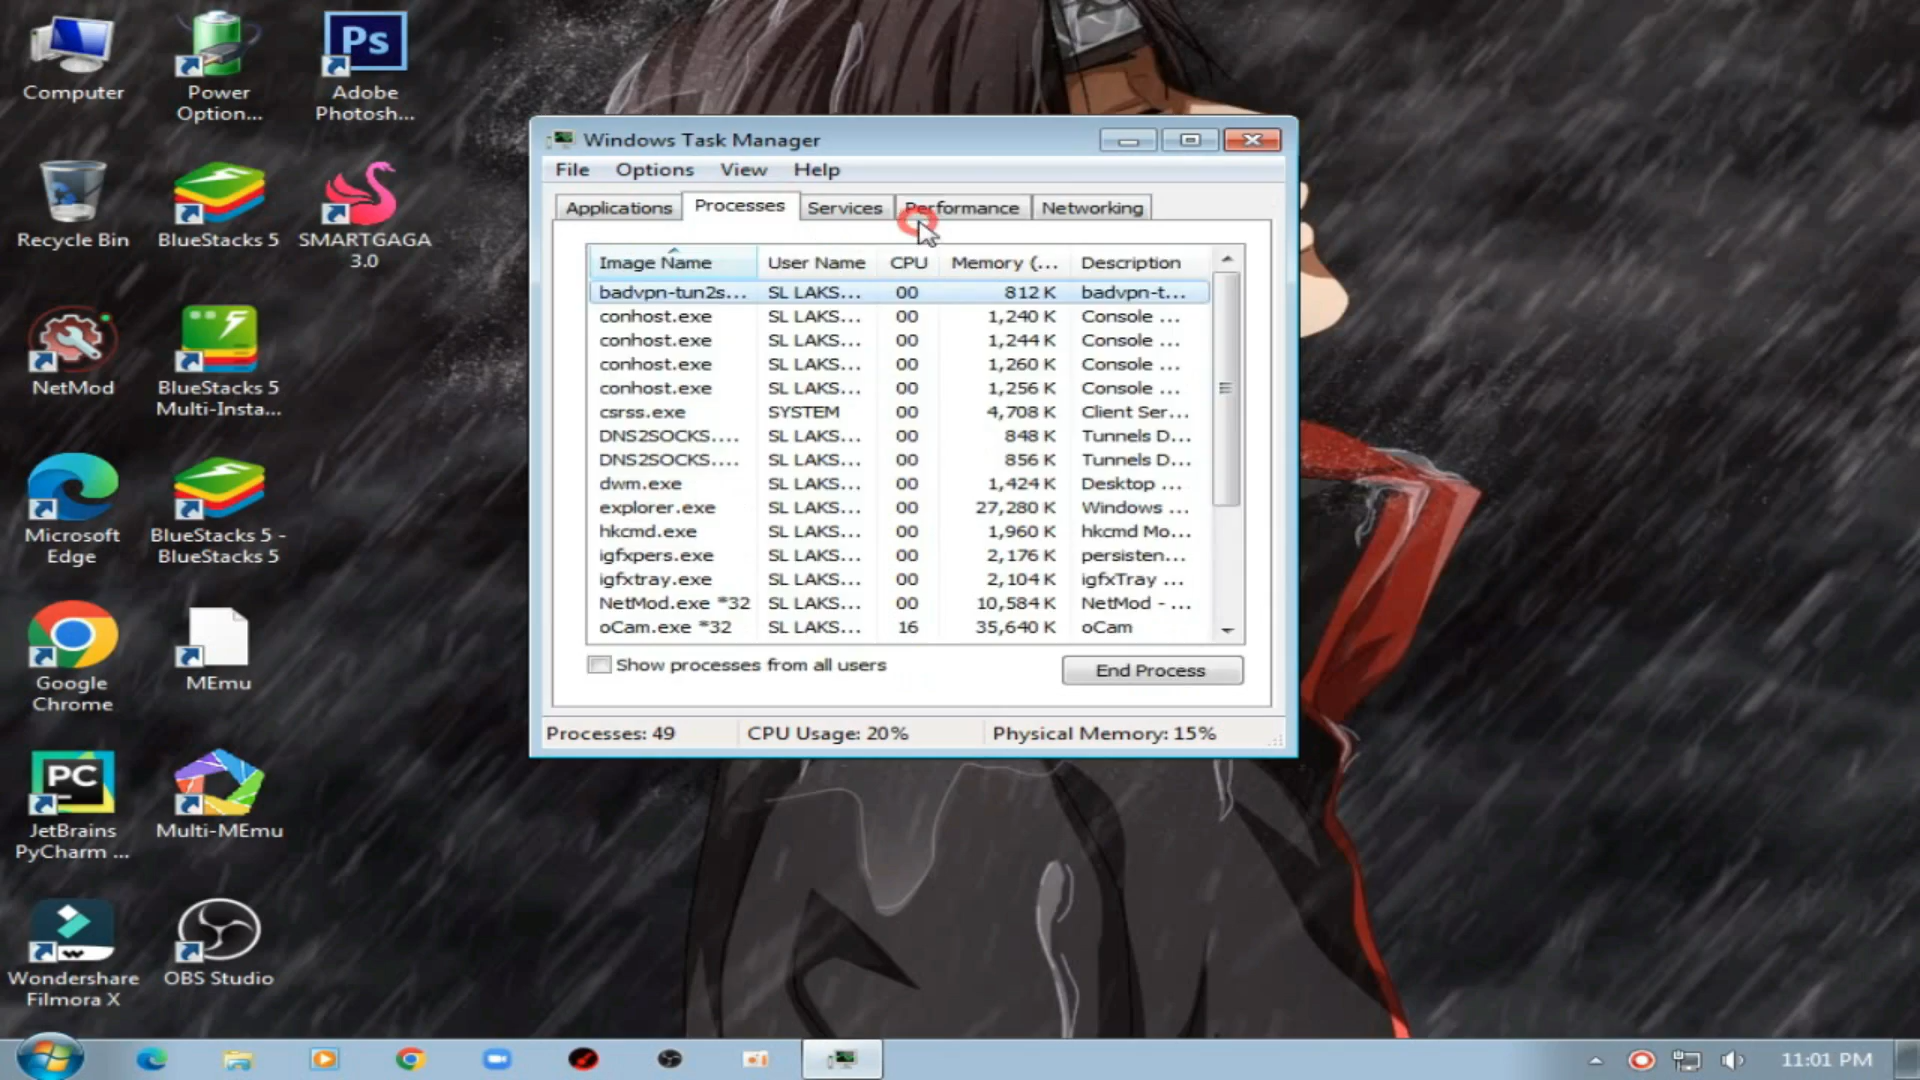 Computer
Power
Option...
Ps
Adobe
Photosh...
Recycle Bin
BlueStacks 5
SMARTGAGA
3.0
NetMod
BlueStacks 5
Multi-Insta...
Microsoft
Edge
BlueStacks 5 -
BlueStacks 5
Google
Chrome
MEmu
PC
JetBrains
PyCharm ...
Multi-MEmu
Wondershare
Filmora X
OBS Studio
Windows Task Manager
File Options View Help
Applications Processes Services Performance Networking
Image Name User Name CPU Memory (... Description
badvpn-tun2s... SL LAKS... 00 812 K badvpn-t...
conhost.exe SL LAKS... 00 1,240 K Console ...
conhost.exe SL LAKS... 00 1,244 K Console ...
conhost.exe SL LAKS... 00 1,260 K Console ...
conhost.exe SL LAKS... 00 1,256 K Console ...
csrss.exe SYSTEM 00 4,708 K Client Ser...
DNS2SOCKS.... SL LAKS... 00 848 K Tunnels D...
DNS2SOCKS.... SL LAKS... 00 856 K Tunnels D...
dwm.exe SL LAKS... 00 1,424 K Desktop ...
explorer.exe SL LAKS... 00 27,280 K Windows ...
hkcmd.exe SL LAKS... 00 1,960 K hkcmd Mo...
igfxpers.exe SL LAKS... 00 2,176 K persisten...
igfxtray.exe SL LAKS... 00 2,104 K igfxTray ...
NetMod.exe *32 SL LAKS... 00 10,584 K NetMod - ...
oCam.exe *32 SL LAKS... 16 35,640 K oCam
Show processes from all users
End Process
Processes: 49 CPU Usage: 20% Physical Memory: 15%
11:01 PM